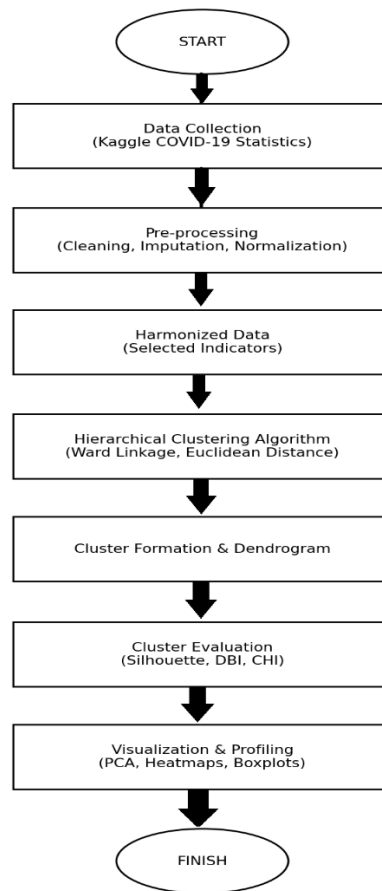 START
Data Collection
(Kaggle COVID-19 Statistics)
Pre-processing
(Cleaning, Imputation, Normalization)
Harmonized Data
(Selected Indicators)
Hierarchical Clustering Algorithm
(Ward Linkage, Euclidean Distance)
Cluster Formation & Dendrogram
Cluster Evaluation
(Silhouette, DBI, CHI)
Visualization & Profiling
(PCA, Heatmaps, Boxplots)
FINISH